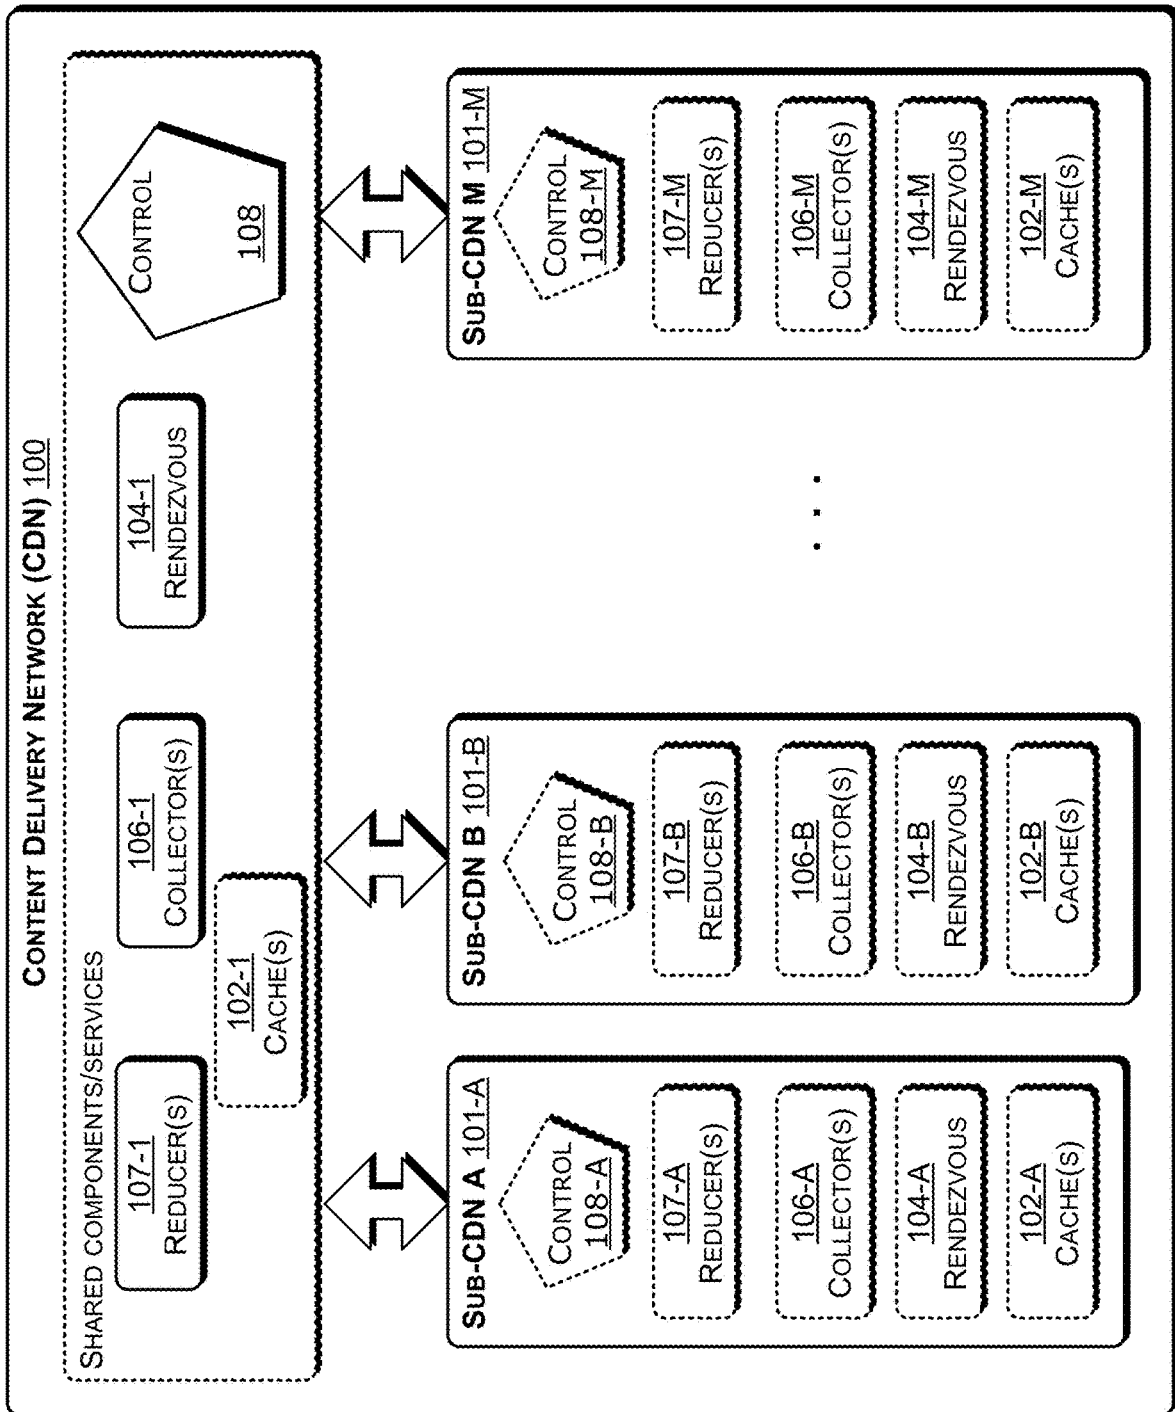 CONTENT DELIVERY NETWORK (CDN) 100
SHARED COMPONENTS/SERVICES
107-1
REDUCER(S)
106-1
COLLECTOR(S)
104-1
RENDEZVOUS
CONTROL
108
102-1
CACHE(S)
SUB-CDN A 101-A
CONTROL
108-A
107-A
REDUCER(S)
106-A
COLLECTOR(S)
104-A
RENDEZVOUS
102-A
CACHE(S)
SUB-CDN B 101-B
CONTROL
108-B
107-B
REDUCER(S)
106-B
COLLECTOR(S)
104-B
RENDEZVOUS
102-B
CACHE(S)
. . .
SUB-CDN M 101-M
CONTROL
108-M
107-M
REDUCER(S)
106-M
COLLECTOR(S)
104-M
RENDEZVOUS
102-M
CACHE(S)